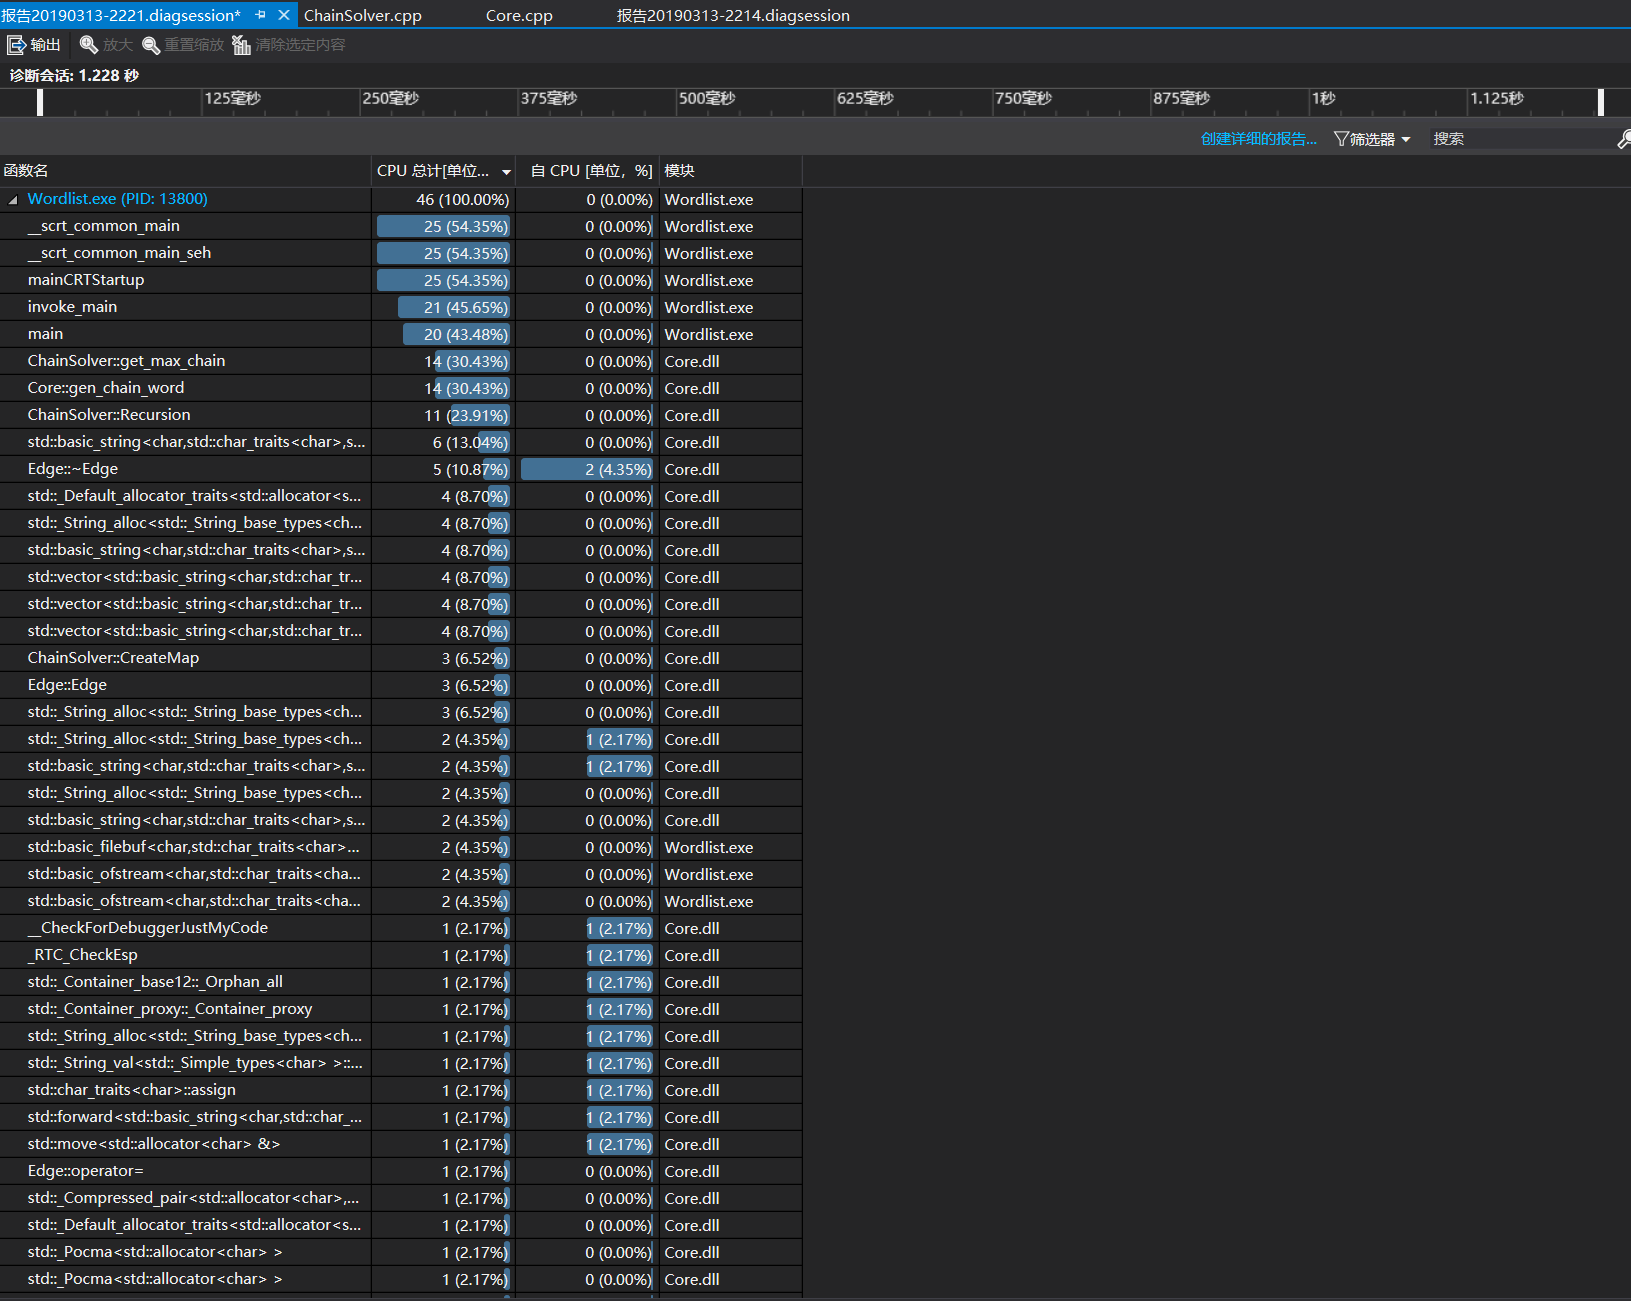 报告20190313-2221.diagsession* ChainSolver.cpp Core.cpp 报告20190313-2214.diagsession
输出 放大 重置缩放 清除选定内容
诊断会话: 1.228 秒
125毫秒 250毫秒 375毫秒 500毫秒 625毫秒 750毫秒 875毫秒 1秒 1.125秒
创建详细的报告... 筛选器 搜索
函数名 CPU 总计[单位... 自 CPU [单位，%] 模块
Wordlist.exe (PID: 13800) 46 (100.00%) 0 (0.00%) Wordlist.exe
__scrt_common_main 25 (54.35%) 0 (0.00%) Wordlist.exe
__scrt_common_main_seh 25 (54.35%) 0 (0.00%) Wordlist.exe
mainCRTStartup 25 (54.35%) 0 (0.00%) Wordlist.exe
invoke_main 21 (45.65%) 0 (0.00%) Wordlist.exe
main 20 (43.48%) 0 (0.00%) Wordlist.exe
ChainSolver::get_max_chain 14 (30.43%) 0 (0.00%) Core.dll
Core::gen_chain_word 14 (30.43%) 0 (0.00%) Core.dll
ChainSolver::Recursion 11 (23.91%) 0 (0.00%) Core.dll
std::basic_string<char,std::char_traits<char>,s... 6 (13.04%) 0 (0.00%) Core.dll
Edge::~Edge 5 (10.87%) 2 (4.35%) Core.dll
std::_Default_allocator_traits<std::allocator<s... 4 (8.70%) 0 (0.00%) Core.dll
std::_String_alloc<std::_String_base_types<ch... 4 (8.70%) 0 (0.00%) Core.dll
std::basic_string<char,std::char_traits<char>,s... 4 (8.70%) 0 (0.00%) Core.dll
std::vector<std::basic_string<char,std::char_tr... 4 (8.70%) 0 (0.00%) Core.dll
std::vector<std::basic_string<char,std::char_tr... 4 (8.70%) 0 (0.00%) Core.dll
std::vector<std::basic_string<char,std::char_tr... 4 (8.70%) 0 (0.00%) Core.dll
ChainSolver::CreateMap 3 (6.52%) 0 (0.00%) Core.dll
Edge::Edge 3 (6.52%) 0 (0.00%) Core.dll
std::_String_alloc<std::_String_base_types<ch... 3 (6.52%) 0 (0.00%) Core.dll
std::_String_alloc<std::_String_base_types<ch... 2 (4.35%) 1 (2.17%) Core.dll
std::basic_string<char,std::char_traits<char>,s... 2 (4.35%) 1 (2.17%) Core.dll
std::_String_alloc<std::_String_base_types<ch... 2 (4.35%) 0 (0.00%) Core.dll
std::basic_string<char,std::char_traits<char>,s... 2 (4.35%) 0 (0.00%) Core.dll
std::basic_filebuf<char,std::char_traits<char>... 2 (4.35%) 0 (0.00%) Wordlist.exe
std::basic_ofstream<char,std::char_traits<cha... 2 (4.35%) 0 (0.00%) Wordlist.exe
std::basic_ofstream<char,std::char_traits<cha... 2 (4.35%) 0 (0.00%) Wordlist.exe
__CheckForDebuggerJustMyCode 1 (2.17%) 1 (2.17%) Core.dll
_RTC_CheckEsp 1 (2.17%) 1 (2.17%) Core.dll
std::_Container_base12::_Orphan_all 1 (2.17%) 1 (2.17%) Core.dll
std::_Container_proxy::_Container_proxy 1 (2.17%) 1 (2.17%) Core.dll
std::_String_alloc<std::_String_base_types<ch... 1 (2.17%) 1 (2.17%) Core.dll
std::_String_val<std::_Simple_types<char> >::... 1 (2.17%) 1 (2.17%) Core.dll
std::char_traits<char>::assign 1 (2.17%) 1 (2.17%) Core.dll
std::forward<std::basic_string<char,std::char_... 1 (2.17%) 1 (2.17%) Core.dll
std::move<std::allocator<char> &> 1 (2.17%) 1 (2.17%) Core.dll
Edge::operator= 1 (2.17%) 0 (0.00%) Core.dll
std::_Compressed_pair<std::allocator<char>,... 1 (2.17%) 0 (0.00%) Core.dll
std::_Default_allocator_traits<std::allocator<s... 1 (2.17%) 0 (0.00%) Core.dll
std::_Pocma<std::allocator<char> > 1 (2.17%) 0 (0.00%) Core.dll
std::_Pocma<std::allocator<char> > 1 (2.17%) 0 (0.00%) Core.dll